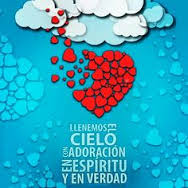 LLENEMOS EL
CIELO
CON ADORACIÓN
EN ESPÍRITU
Y EN VERDAD